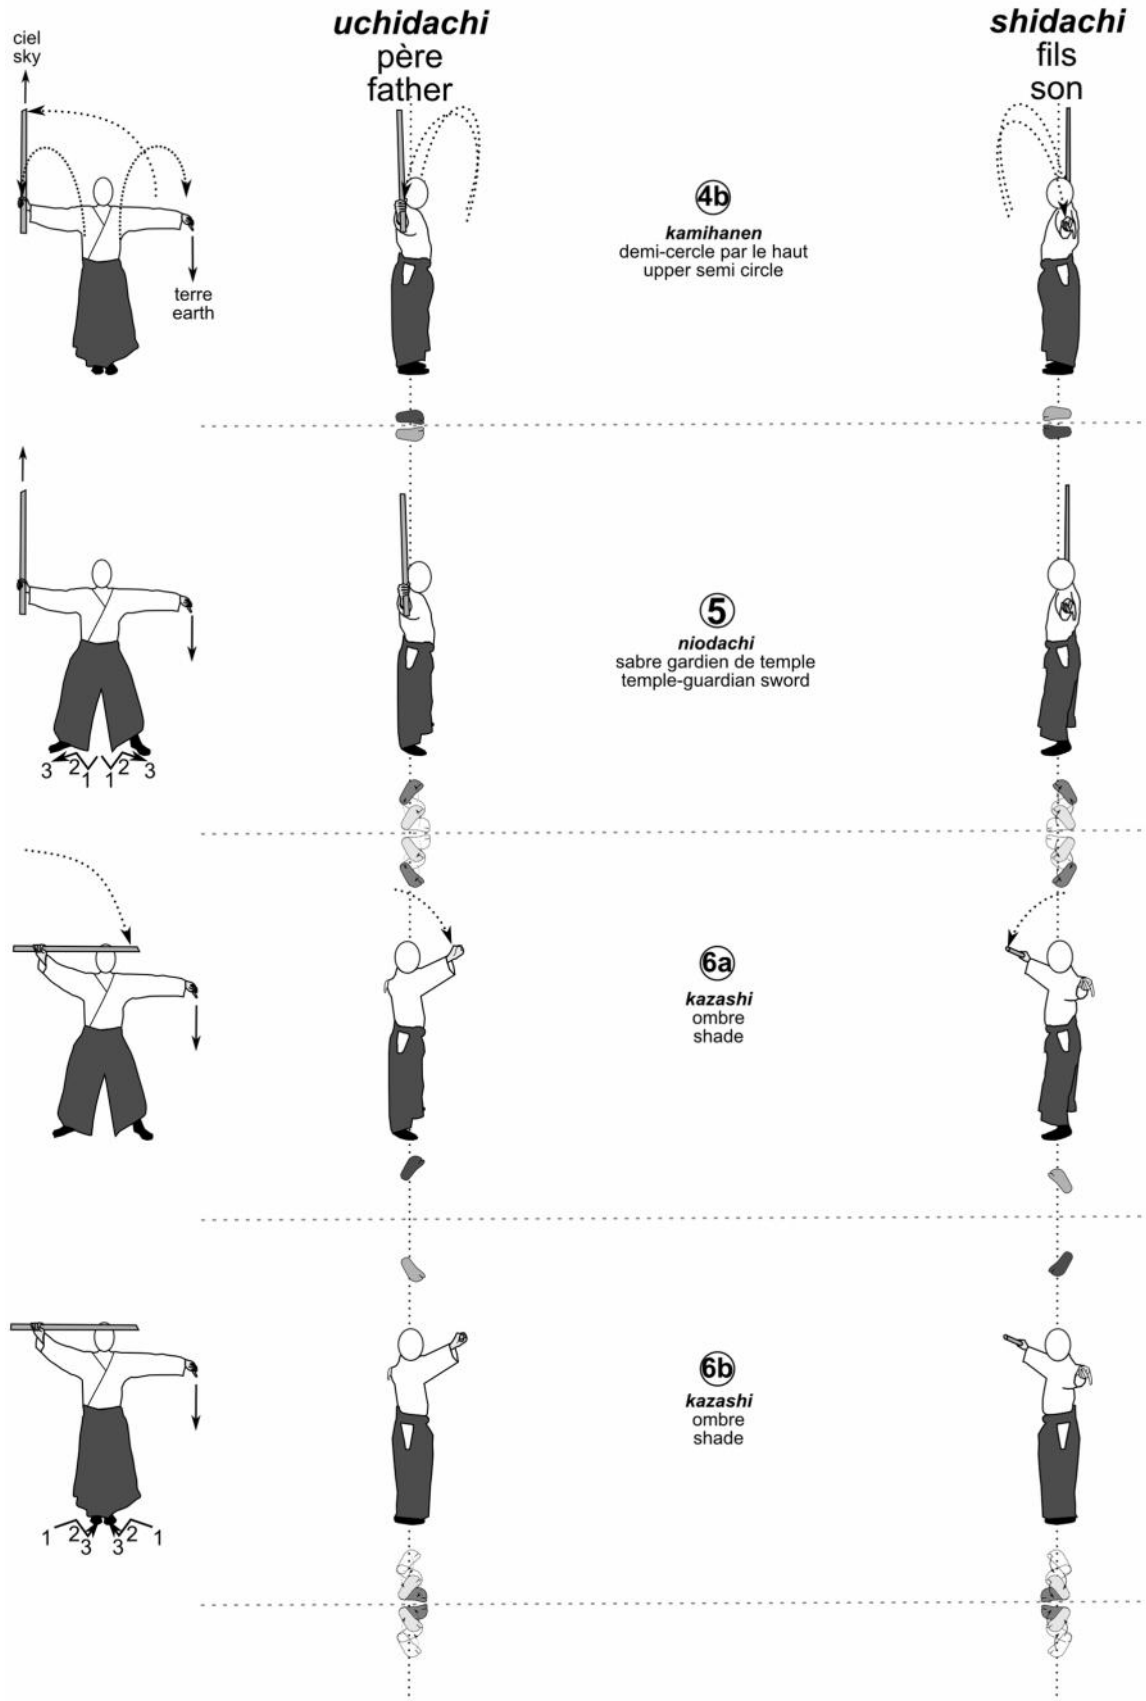 uchidachi
père
father
shidachi
fils
son
ciel
sky
terre
earth
4b
kamihanen
demi-cercle par le haut
upper semi circle
5
niodachi
sabre gardien de temple
temple-guardian sword
3 2 1 1 2 3
6a
kazashi
ombre
shade
6b
kazashi
ombre
shade
1 2 3 3 2 1